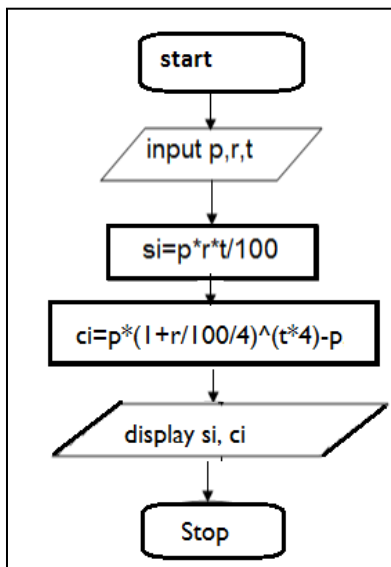 start
input p,r,t
si=p*r*t/100
ci=p*(1+r/100/4)^(t*4)-p
display si, ci
Stop